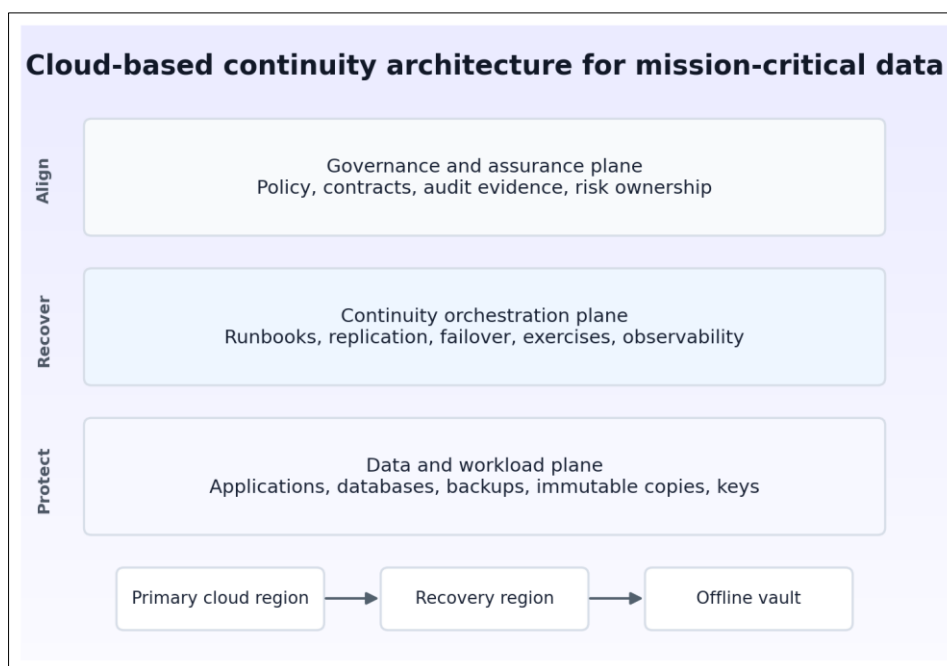 Cloud-based continuity architecture for mission-critical data
Align
Governance and assurance plane
Policy, contracts, audit evidence, risk ownership
Recover
Continuity orchestration plane
Runbooks, replication, failover, exercises, observability
Protect
Data and workload plane
Applications, databases, backups, immutable copies, keys
Primary cloud region
Recovery region
Offline vault